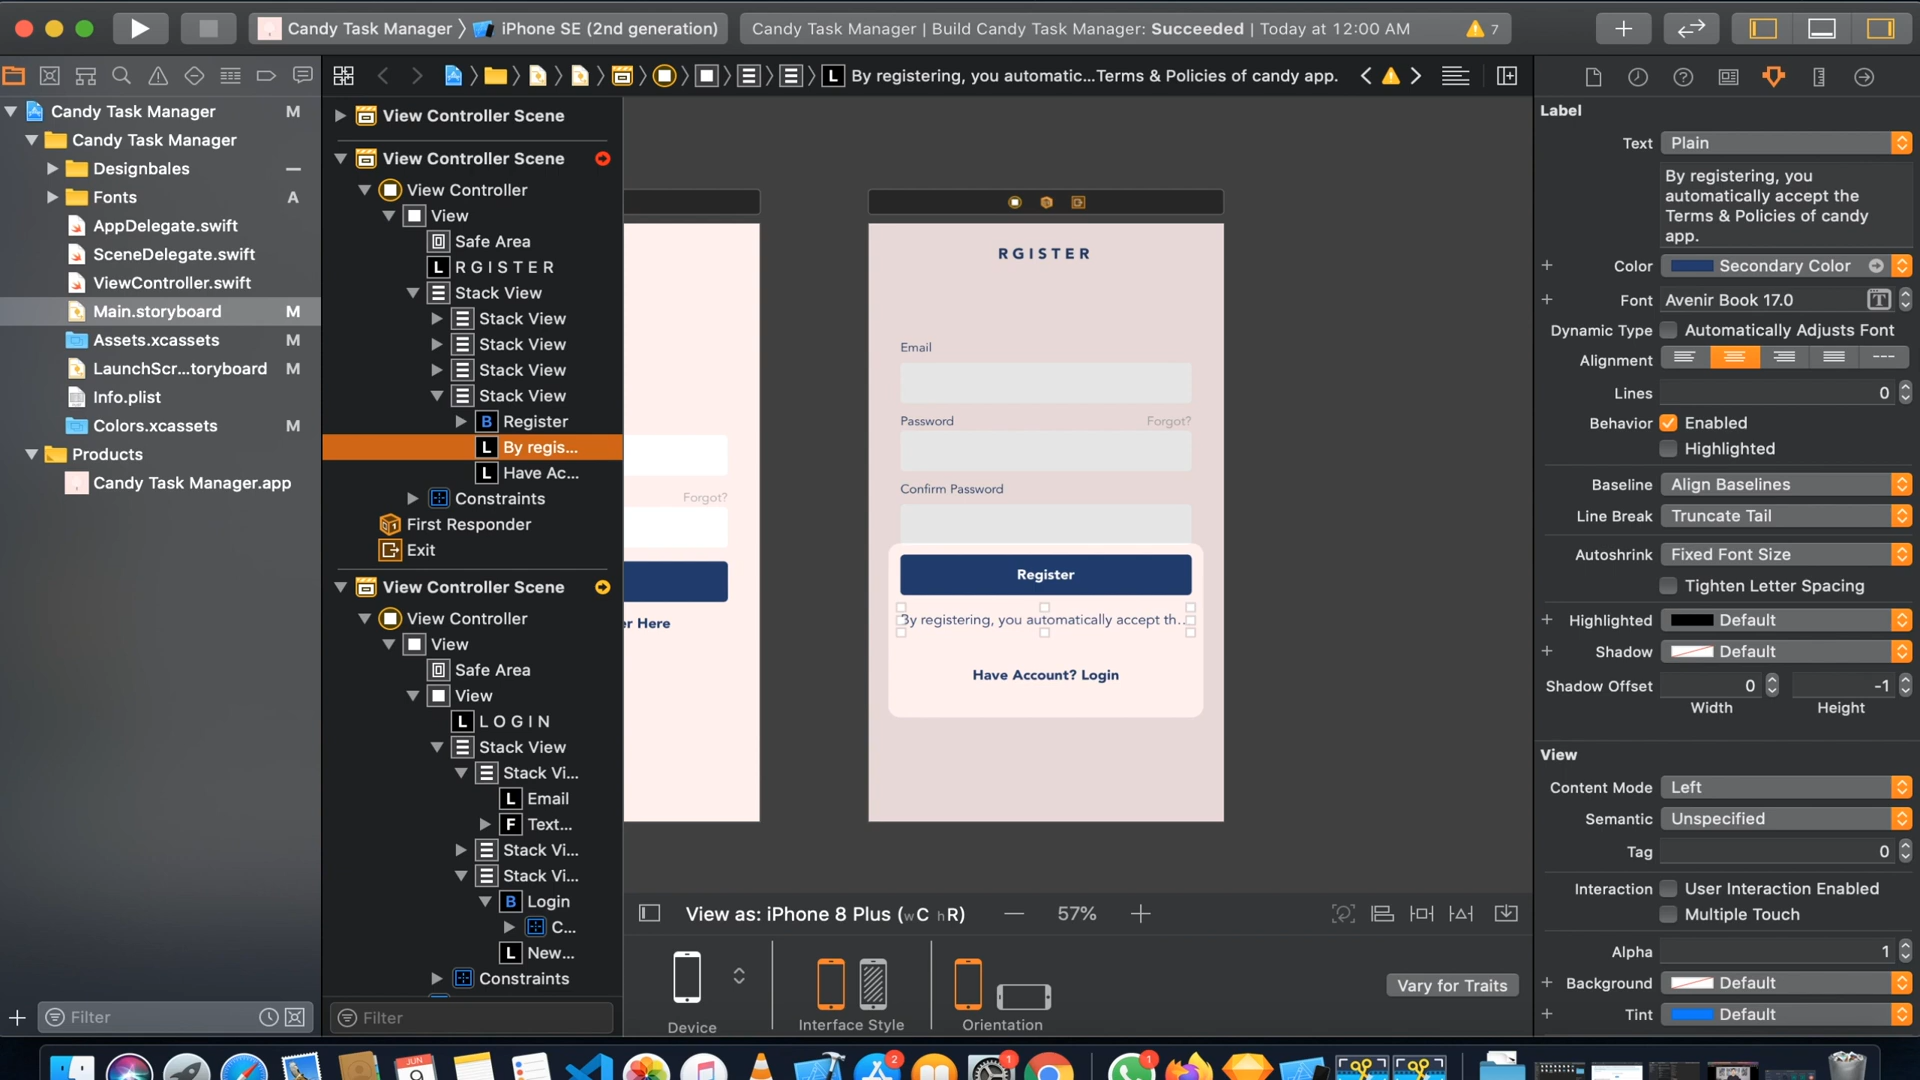 Candy Task Manager
iPhone SE (2nd generation)
Candy Task Manager | Build Candy Task Manager: Succeeded | Today at 12:00 AM
7
L By registering, you automatic...Terms & Policies of candy app.
Candy Task Manager M
Candy Task Manager
Designbales
Fonts A
AppDelegate.swift
SceneDelegate.swift
ViewController.swift
Main.storyboard M
Assets.xcassets M
LaunchScr...toryboard M
Info.plist
Colors.xcassets M
Products
Candy Task Manager.app
Filter
View Controller Scene
View Controller Scene
View Controller
View
Safe Area
L R G I S T E R
Stack View
Stack View
Stack View
Stack View
Stack View
B Register
L By regis...
L Have Ac...
Constraints
First Responder
Exit
View Controller Scene
View Controller
View
Safe Area
View
L L O G I N
Stack View
Stack Vi...
L Email
F Text...
Stack Vi...
Stack Vi...
B Login
C...
L New...
Constraints
Filter
Forgot?
er Here
R G I S T E R
Email
Password Forgot?
Confirm Password
Register
By registering, you automatically accept th...
Have Account? Login
View as: iPhone 8 Plus (wC hR)
57%
Device
Interface Style
Orientation
Vary for Traits
Label
Text Plain
By registering, you
automatically accept the
Terms & Policies of candy
app.
Color Secondary Color
Font Avenir Book 17.0 T
Dynamic Type Automatically Adjusts Font
Alignment
Lines 0
Behavior Enabled
Highlighted
Baseline Align Baselines
Line Break Truncate Tail
Autoshrink Fixed Font Size
Tighten Letter Spacing
Highlighted Default
Shadow Default
Shadow Offset 0 -1
Width Height
View
Content Mode Left
Semantic Unspecified
Tag 0
Interaction User Interaction Enabled
Multiple Touch
Alpha 1
Background Default
Tint Default
JUN
9
2
1
1